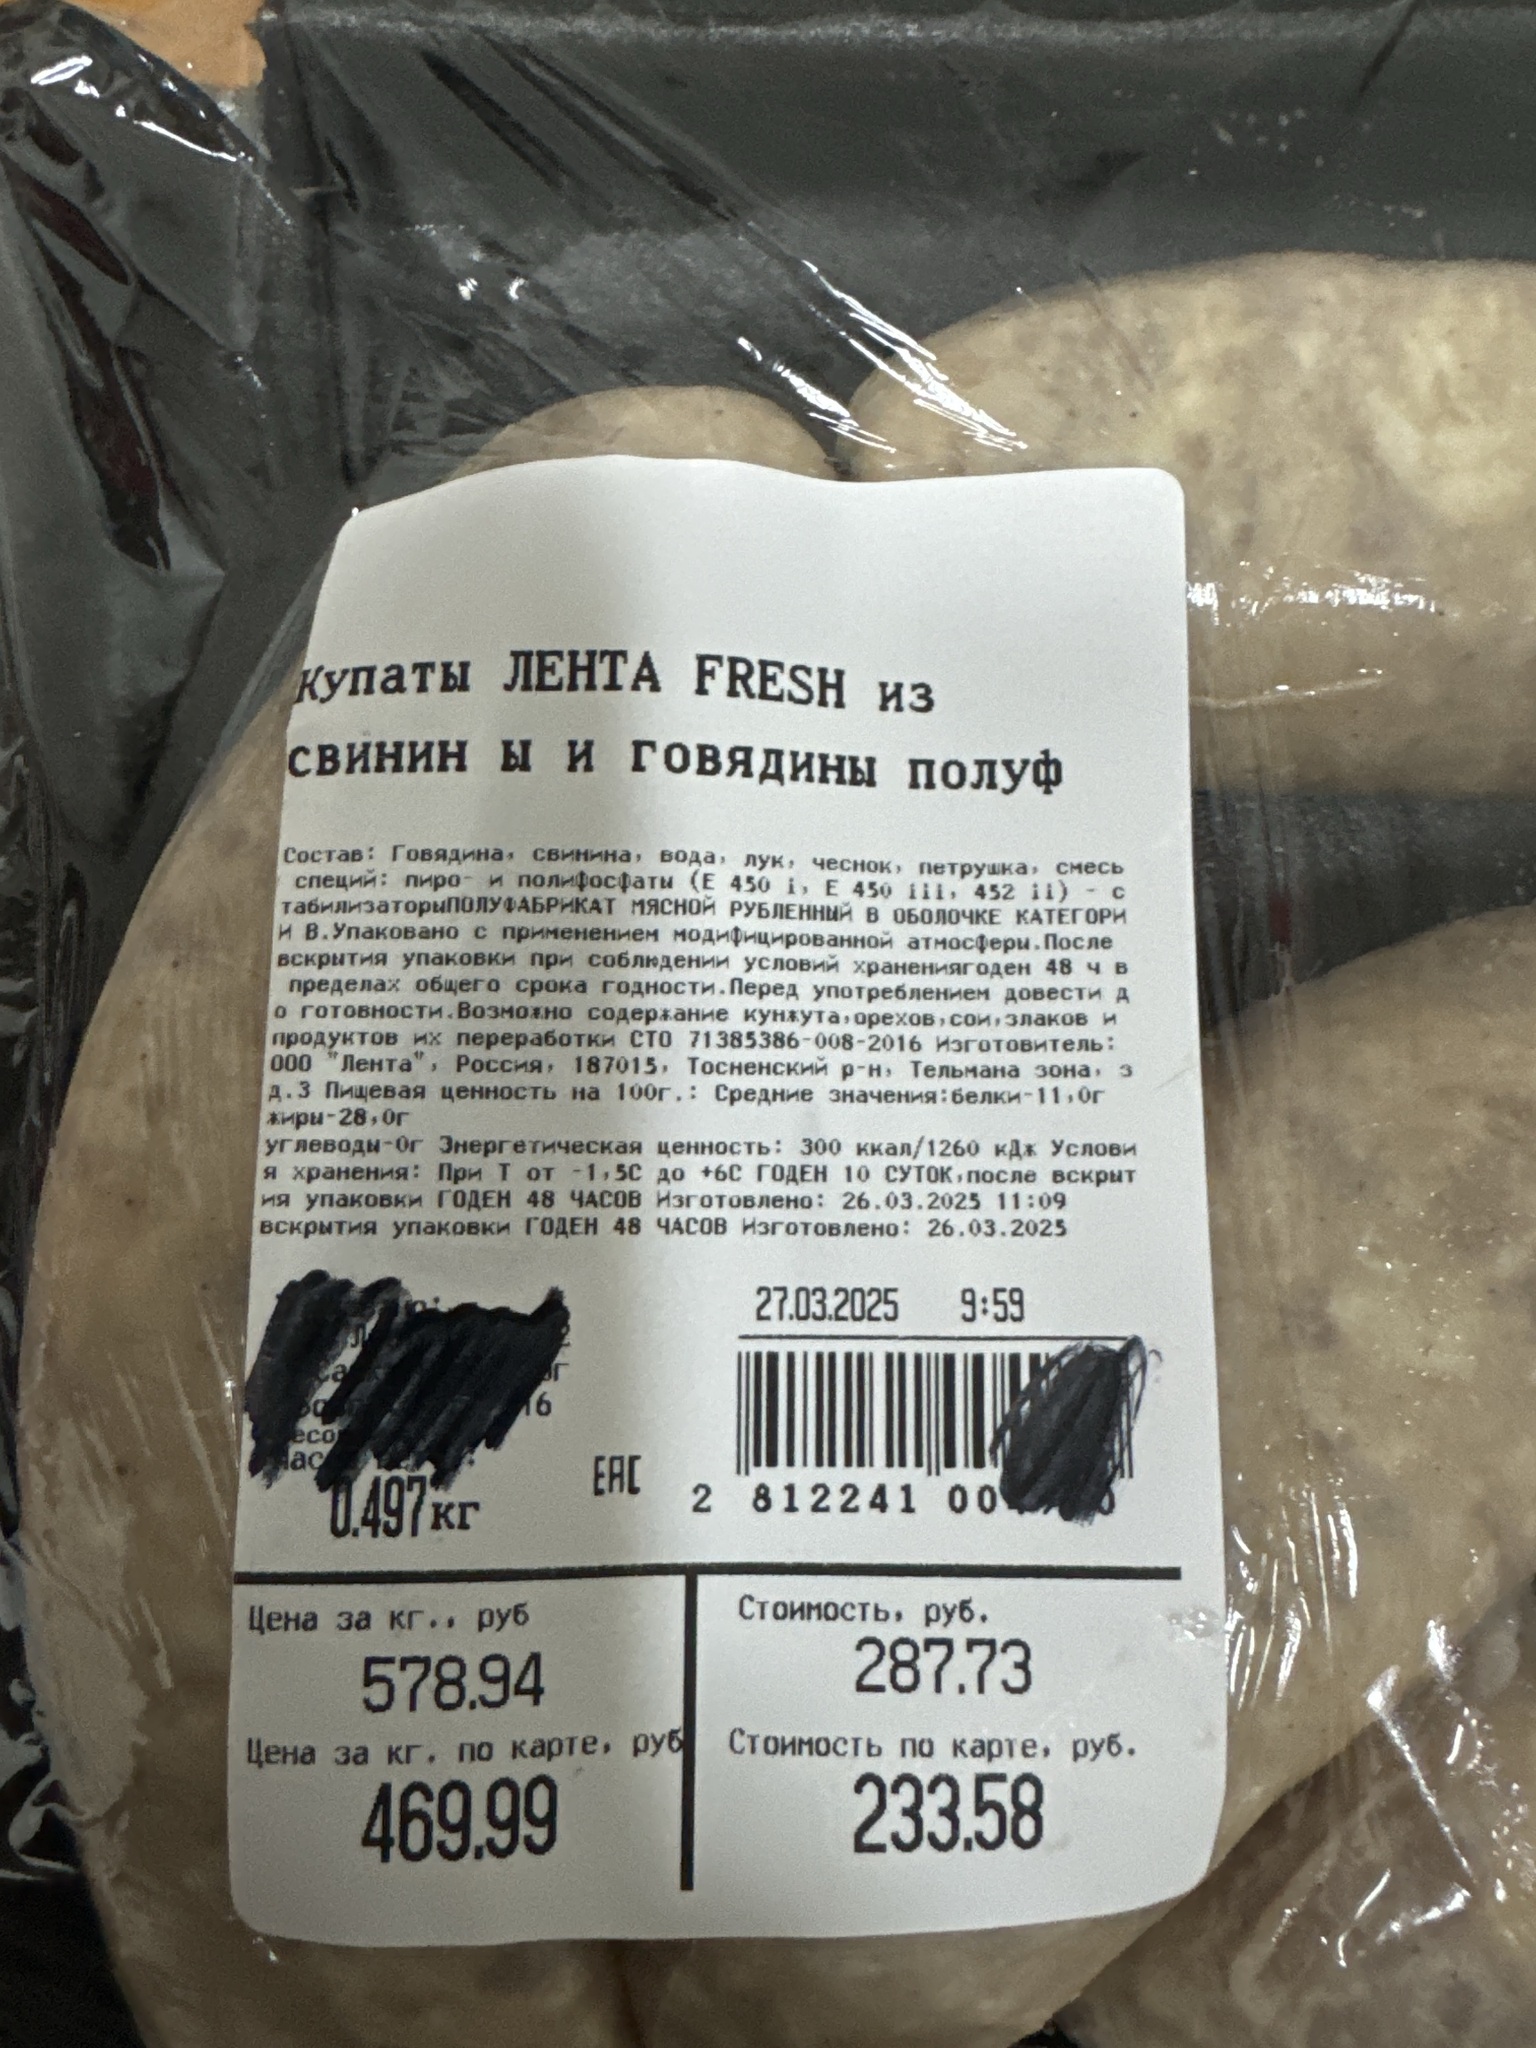 Купаты ЛЕНТА FRESH из
свинин ы и говядины полуф
Состав: Говядина, свинина, вода, лук, чеснок, петрушка, смесь
специй: пиро- и полифосфаты (Е 450 i, Е 450 iii, 452 ii) - с
табилизаторыПОЛУФАБРИКАТ МЯСНОЙ РУБЛЕННЫЙ В ОБОЛОЧКЕ КАТЕГОРИ
И В.Упаковано с применением модифицированной атмосферы.После
вскрытия упаковки при соблюдении условий хранениягоден 48 ч в
пределах общего срока годности.Перед употреблением довести д
о готовности.Возможно содержание кунжута,орехов,сои,злаков и
продуктов их переработки СТО 71385386-008-2016 Изготовитель:
ООО "Лента", Россия, 187015, Тосненский р-н, Тельмана зона, з
д.3 Пищевая ценность на 100г.: Средние значения:белки-11,0г
жиры-28,0г
углеводы-0г Энергетическая ценность: 300 ккал/1260 кДж Услови
я хранения: При Т от -1,5С до +6С ГОДЕН 10 СУТОК,после вскрыт
ия упаковки ГОДЕН 48 ЧАСОВ Изготовлено: 26.03.2025 11:09
вскрытия упаковки ГОДЕН 48 ЧАСОВ Изготовлено: 26.03.2025
27.03.2025 9:59
0.497кг
ЕАС
2 812241 00
Цена за кг., руб
578.94
Стоимость, руб.
287.73
Цена за кг. по карте, руб
469.99
Стоимость по карте, руб.
233.58